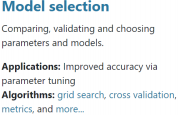 Model selection
Comparing, validating and choosing
parameters and models.
Applications: Improved accuracy via
parameter tuning
Algorithms: grid search, cross validation,
metrics, and more...